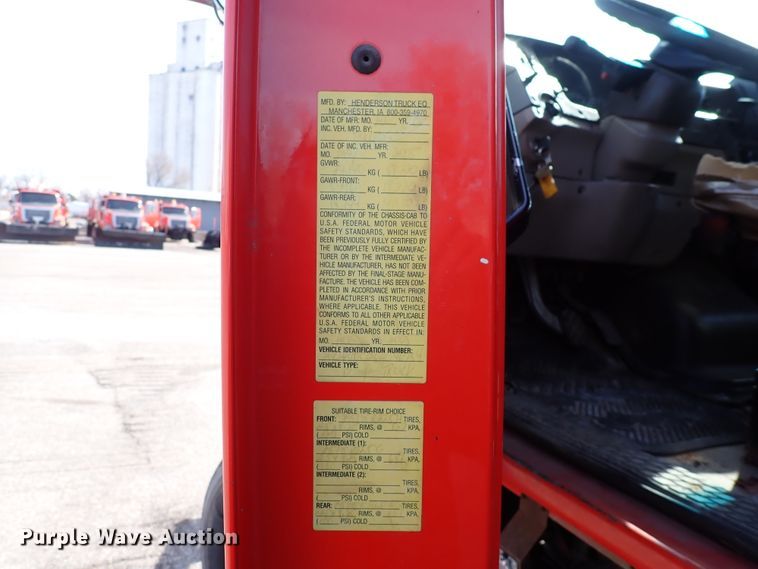 MFD. BY: HENDERSON TRUCK EQ
MANCHESTER, IA 800-359-4970
DATE OF MFR: MO. YR.
INC. VEH. MFD. BY:
DATE OF INC. VEH. MFR:
MO. YR.
GVWR:
KG ( LB)
GAWR-FRONT:
KG ( LB)
GAWR-REAR:
KG ( LB)
CONFORMITY OF THE CHASSIS-CAB TO
U.S.A. FEDERAL MOTOR VEHICLE
SAFETY STANDARDS, WHICH HAVE
BEEN PREVIOUSLY FULLY CERTIFIED BY
THE INCOMPLETE VEHICLE MANUFAC-
TURER OR BY THE INTERMEDIATE VE-
HICLE MANUFACTURER, HAS NOT BEEN
AFFECTED BY THE FINAL-STAGE MANU-
FACTURE. THE VEHICLE HAS BEEN COM-
PLETED IN ACCORDANCE WITH PRIOR
MANUFACTURER'S INSTRUCTIONS,
WHERE APPLICABLE. THIS VEHICLE
CONFORMS TO ALL OTHER APPLICABLE
U.S.A. FEDERAL MOTOR VEHICLE
SAFETY STANDARDS IN EFFECT IN:
MO. YR.
VEHICLE IDENTIFICATION NUMBER:
VEHICLE TYPE:
SUITABLE TIRE-RIM CHOICE
FRONT: TIRES,
RIMS, @ KPA,
( PSI) COLD
INTERMEDIATE (1):
TIRES,
RIMS, @ KPA,
( PSI) COLD
INTERMEDIATE (2):
TIRES,
RIMS, @ KPA,
( PSI) COLD
REAR: TIRES,
RIMS, @ KPA,
( PSI) COLD
Purple Wave Auction